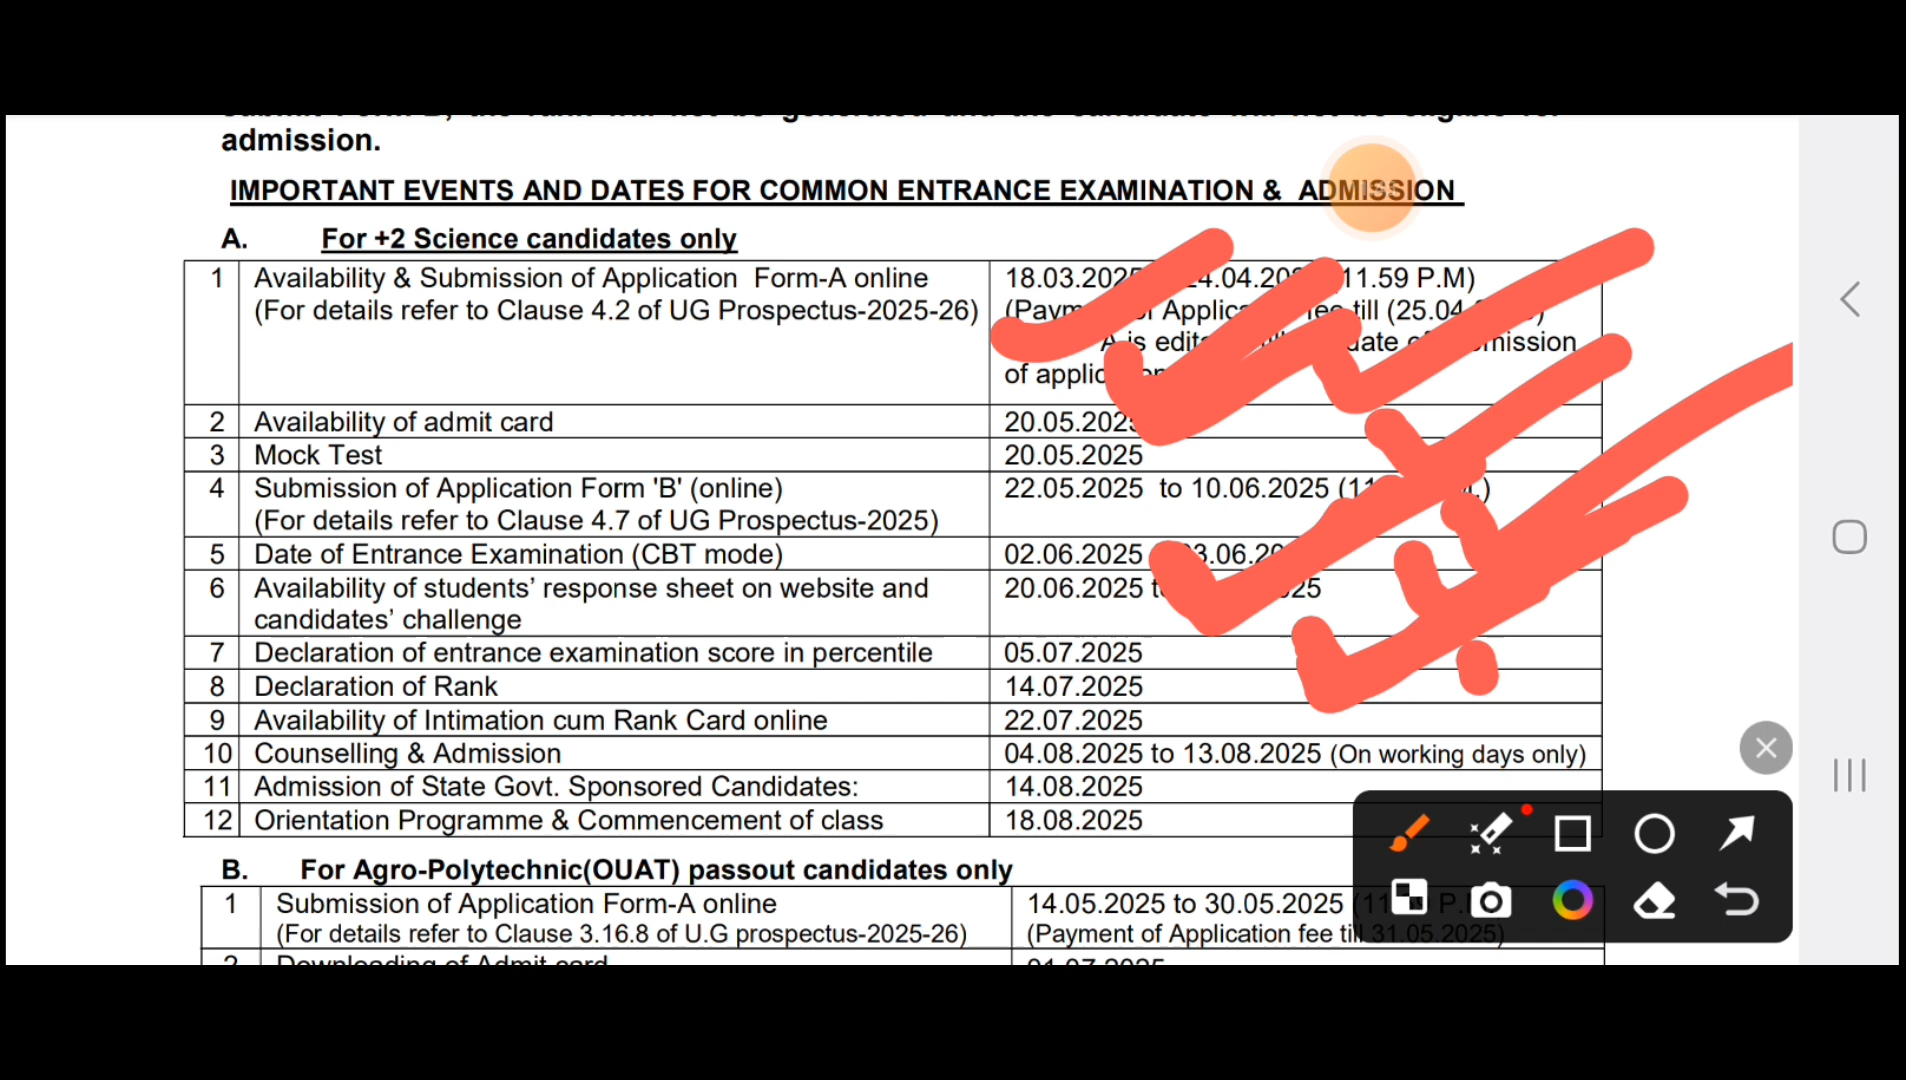 admission.
IMPORTANT EVENTS AND DATES FOR COMMON ENTRANCE EXAMINATION & ADMISSION
A. For +2 Science candidates only
1 Availability & Submission of Application Form-A online 11.59 P.M)
(For details refer to Clause 4.2 of UG Prospectus-2025-26) till
is date
of
2 Availability of admit card 20.05.2025
3 Mock Test 20.05.2025
4 Submission of Application Form 'B' (online) 22.05.2025 to 10.06.2025
(For details refer to Clause 4.7 of UG Prospectus-2025)
5 Date of Entrance Examination (CBT mode) 02.06.2025
6 Availability of students’ response sheet on website and 20.06.2025
candidates’ challenge
7 Declaration of entrance examination score in percentile 05.07.2025
8 Declaration of Rank 14.07.2025
9 Availability of Intimation cum Rank Card online 22.07.2025
10 Counselling & Admission 04.08.2025 to 13.08.2025 (On working days only)
11 Admission of State Govt. Sponsored Candidates: 14.08.2025
12 Orientation Programme & Commencement of class 18.08.2025
B. For Agro-Polytechnic(OUAT) passout candidates only
1 Submission of Application Form-A online 14.05.2025 to 30.05.2025
(For details refer to Clause 3.16.8 of U.G prospectus-2025-26) (Payment of Application fee till 31.05.2025)